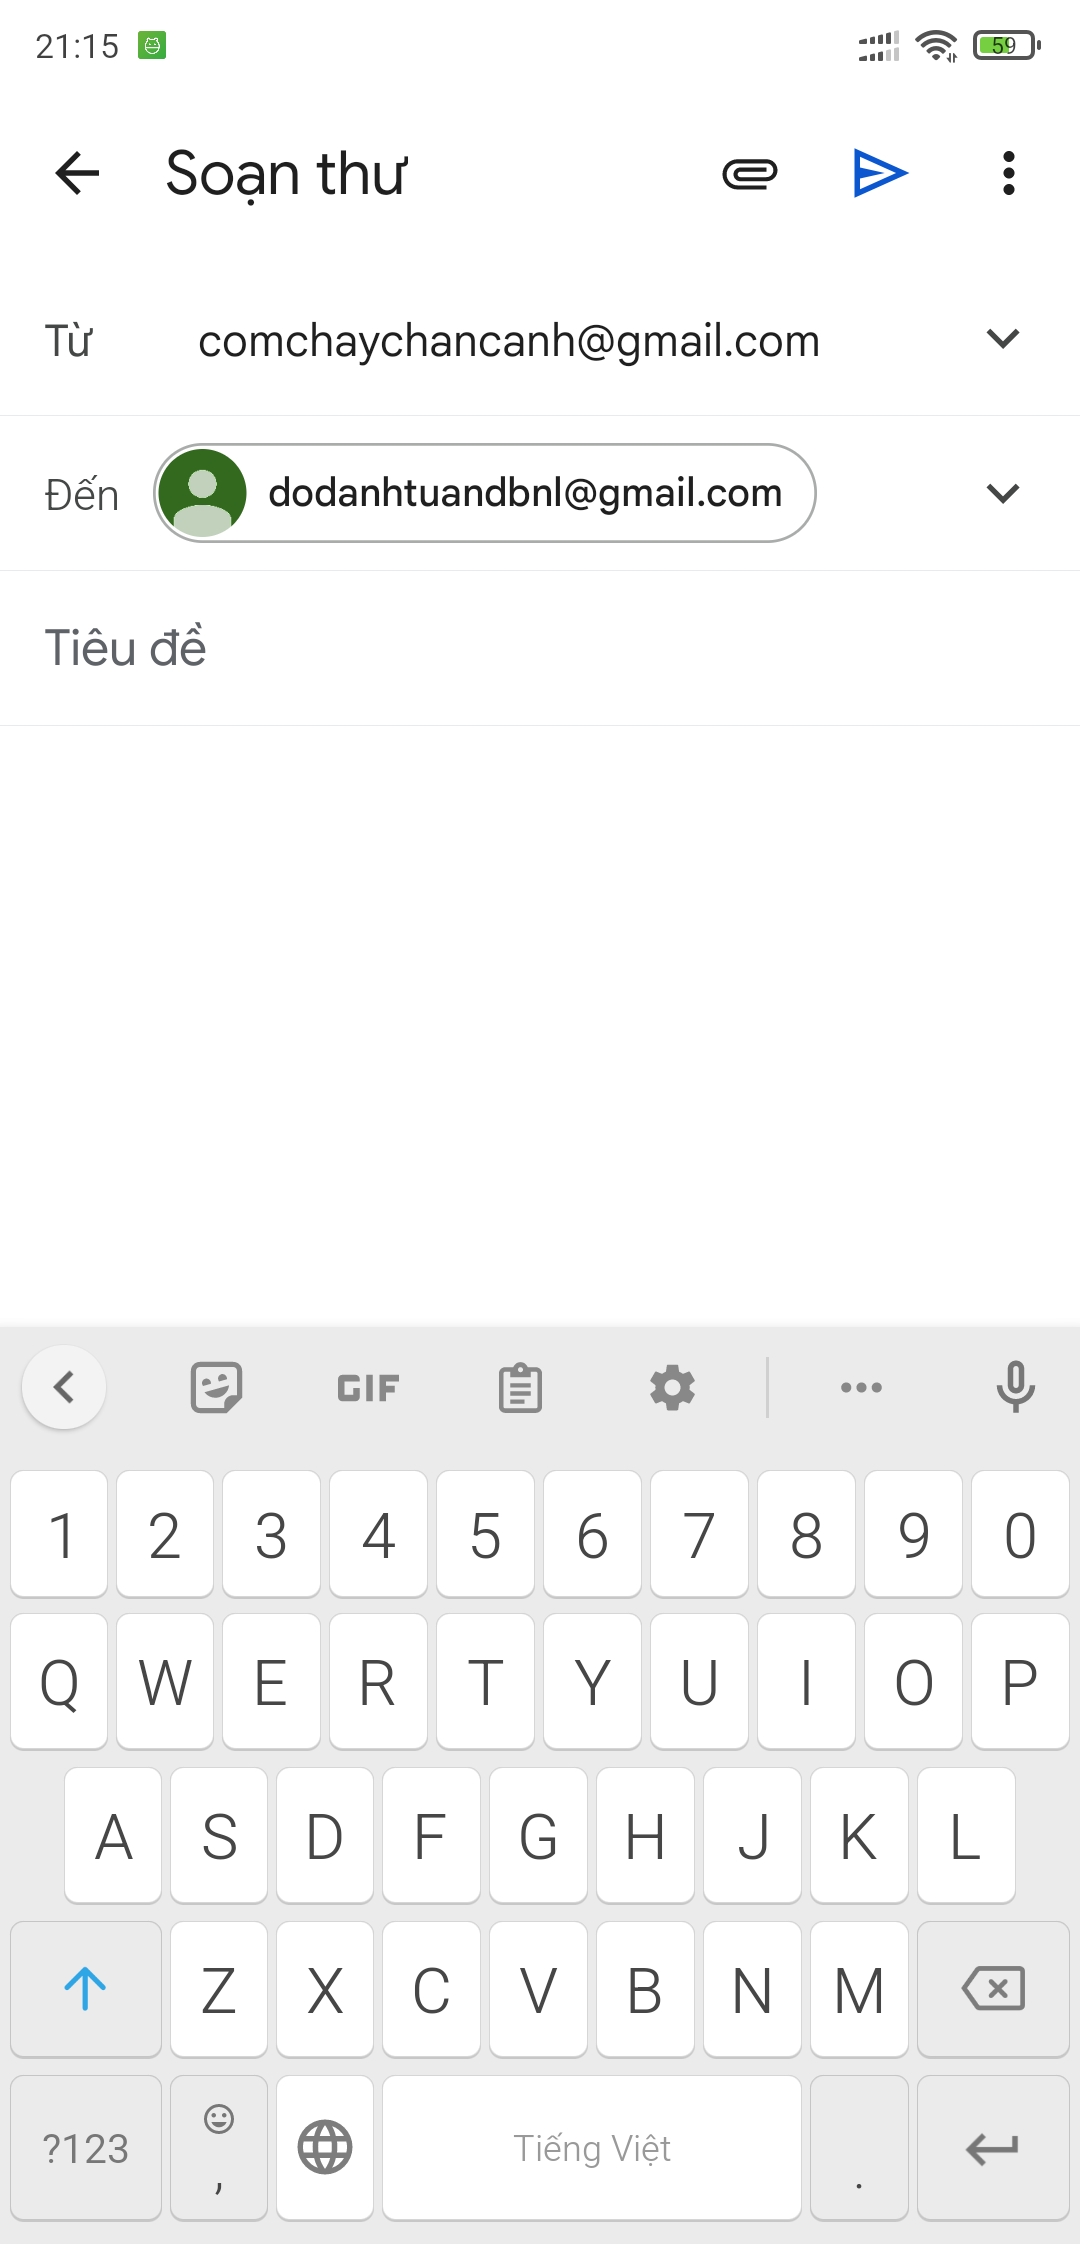 21:15
59
Soạn thư
Từ comchaychancanh@gmail.com
Đến dodanhtuandbnl@gmail.com
Tiêu đề
GIF
1 2 3 4 5 6 7 8 9 0
Q W E R T Y U I O P
A S D F G H J K L
Z X C V B N M
?123 , Tiếng Việt .